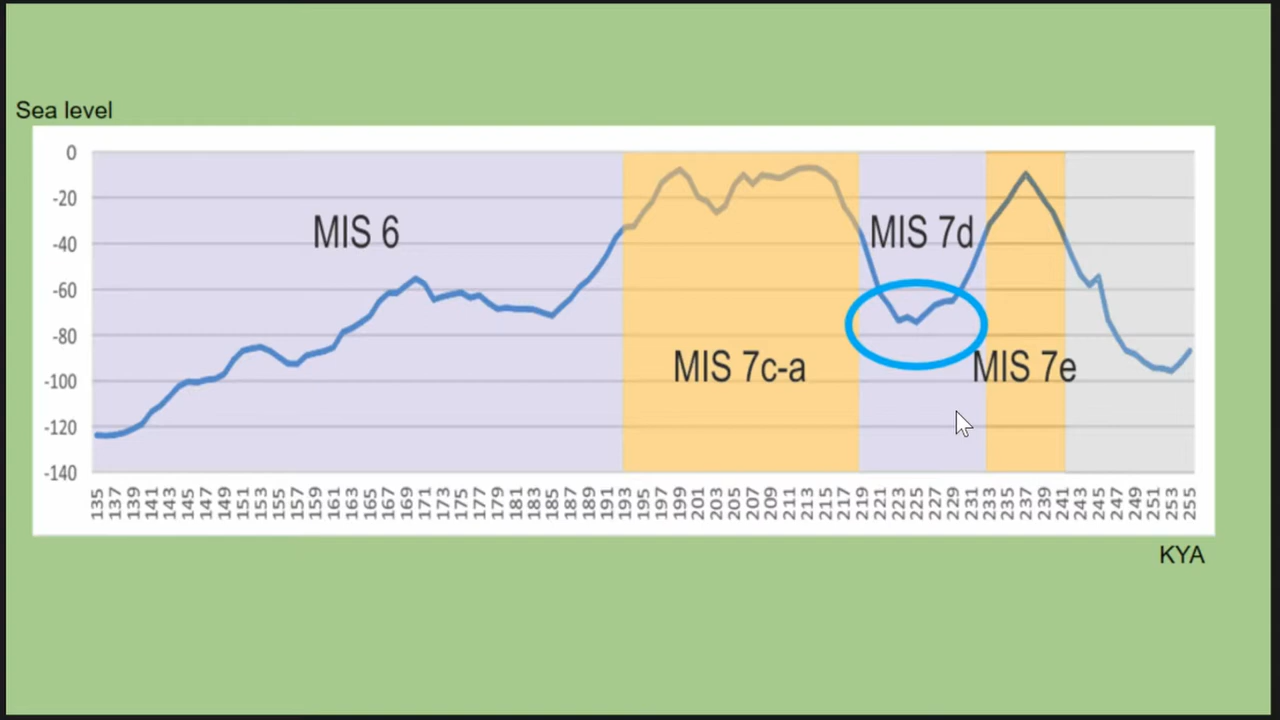 Sea level
0
-20
-40
-60
-80
-100
-120
-140
MIS 6
MIS 7d
MIS 7c-a
MIS 7e
135 137 139 141 143 145 147 149 151 153 155 157 159 161 163 165 167 169 171 173 175 177 179 181 183 185 187 189 191 193 195 197 199 201 203 205 207 209 211 213 215 217 219 221 223 225 227 229 231 233 235 237 239 241 243 245 247 249 251 253 255
KYA